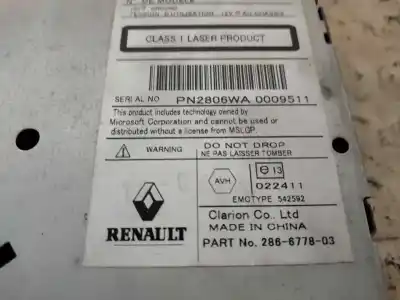 N° DE MODELE
CLASS 1 LASER PRODUCT
SERIAL NO PN2806WA 0009511
This product includes technology owned by
Microsoft Corporation and cannot be used or
distributed without a license from MSLGP.
WARNING
DO NOT DROP
NE PAS LAISSER TOMBER
AVH
e 13
022411
EMCTYPE 542592
RENAULT
Clarion Co., Ltd
MADE IN CHINA
PART No. 286-6778-03